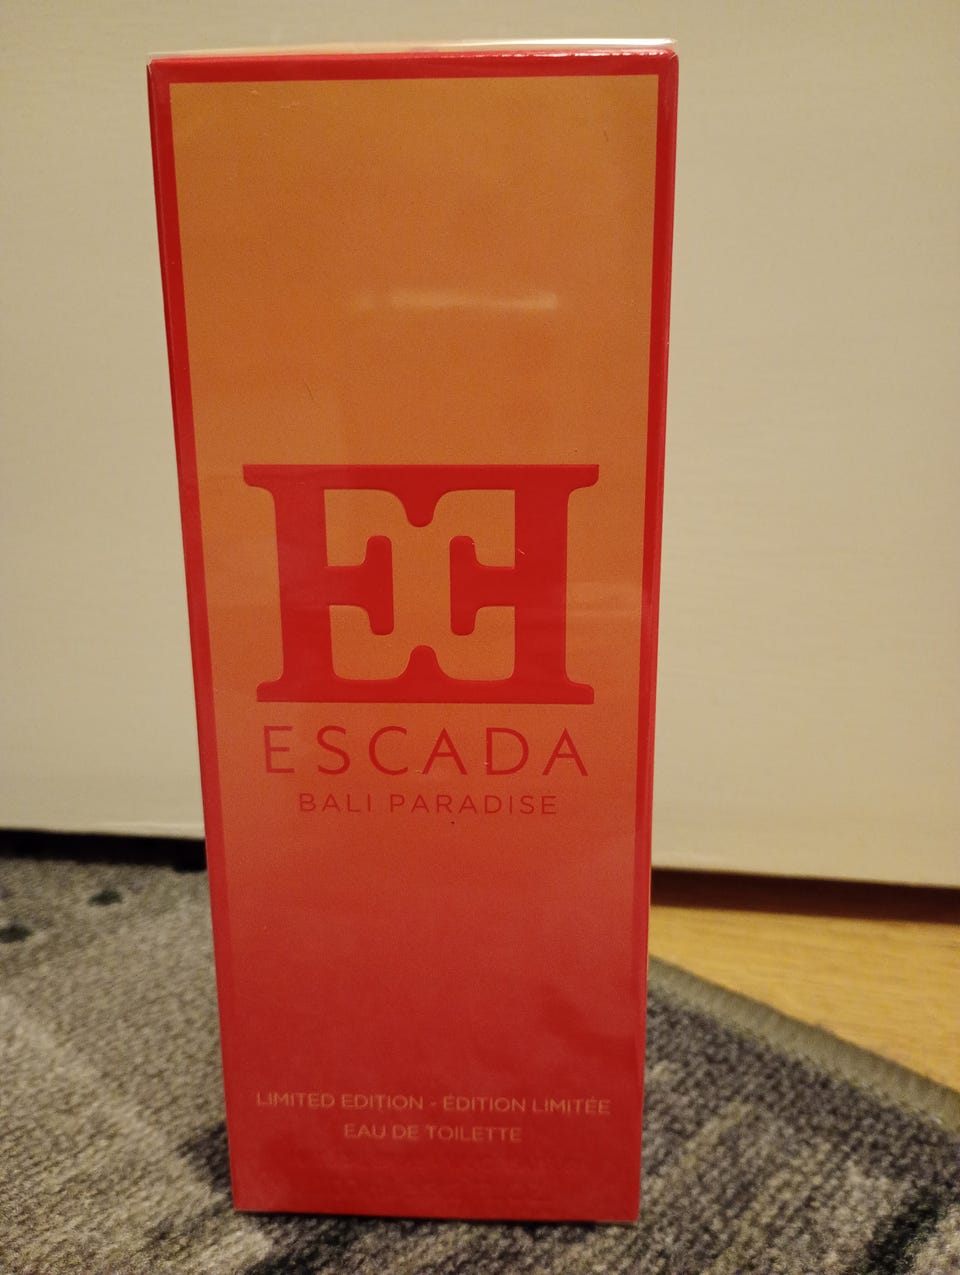 ESCADA
BALI PARADISE
LIMITED EDITION - ÉDITION LIMITÉE
EAU DE TOILETTE